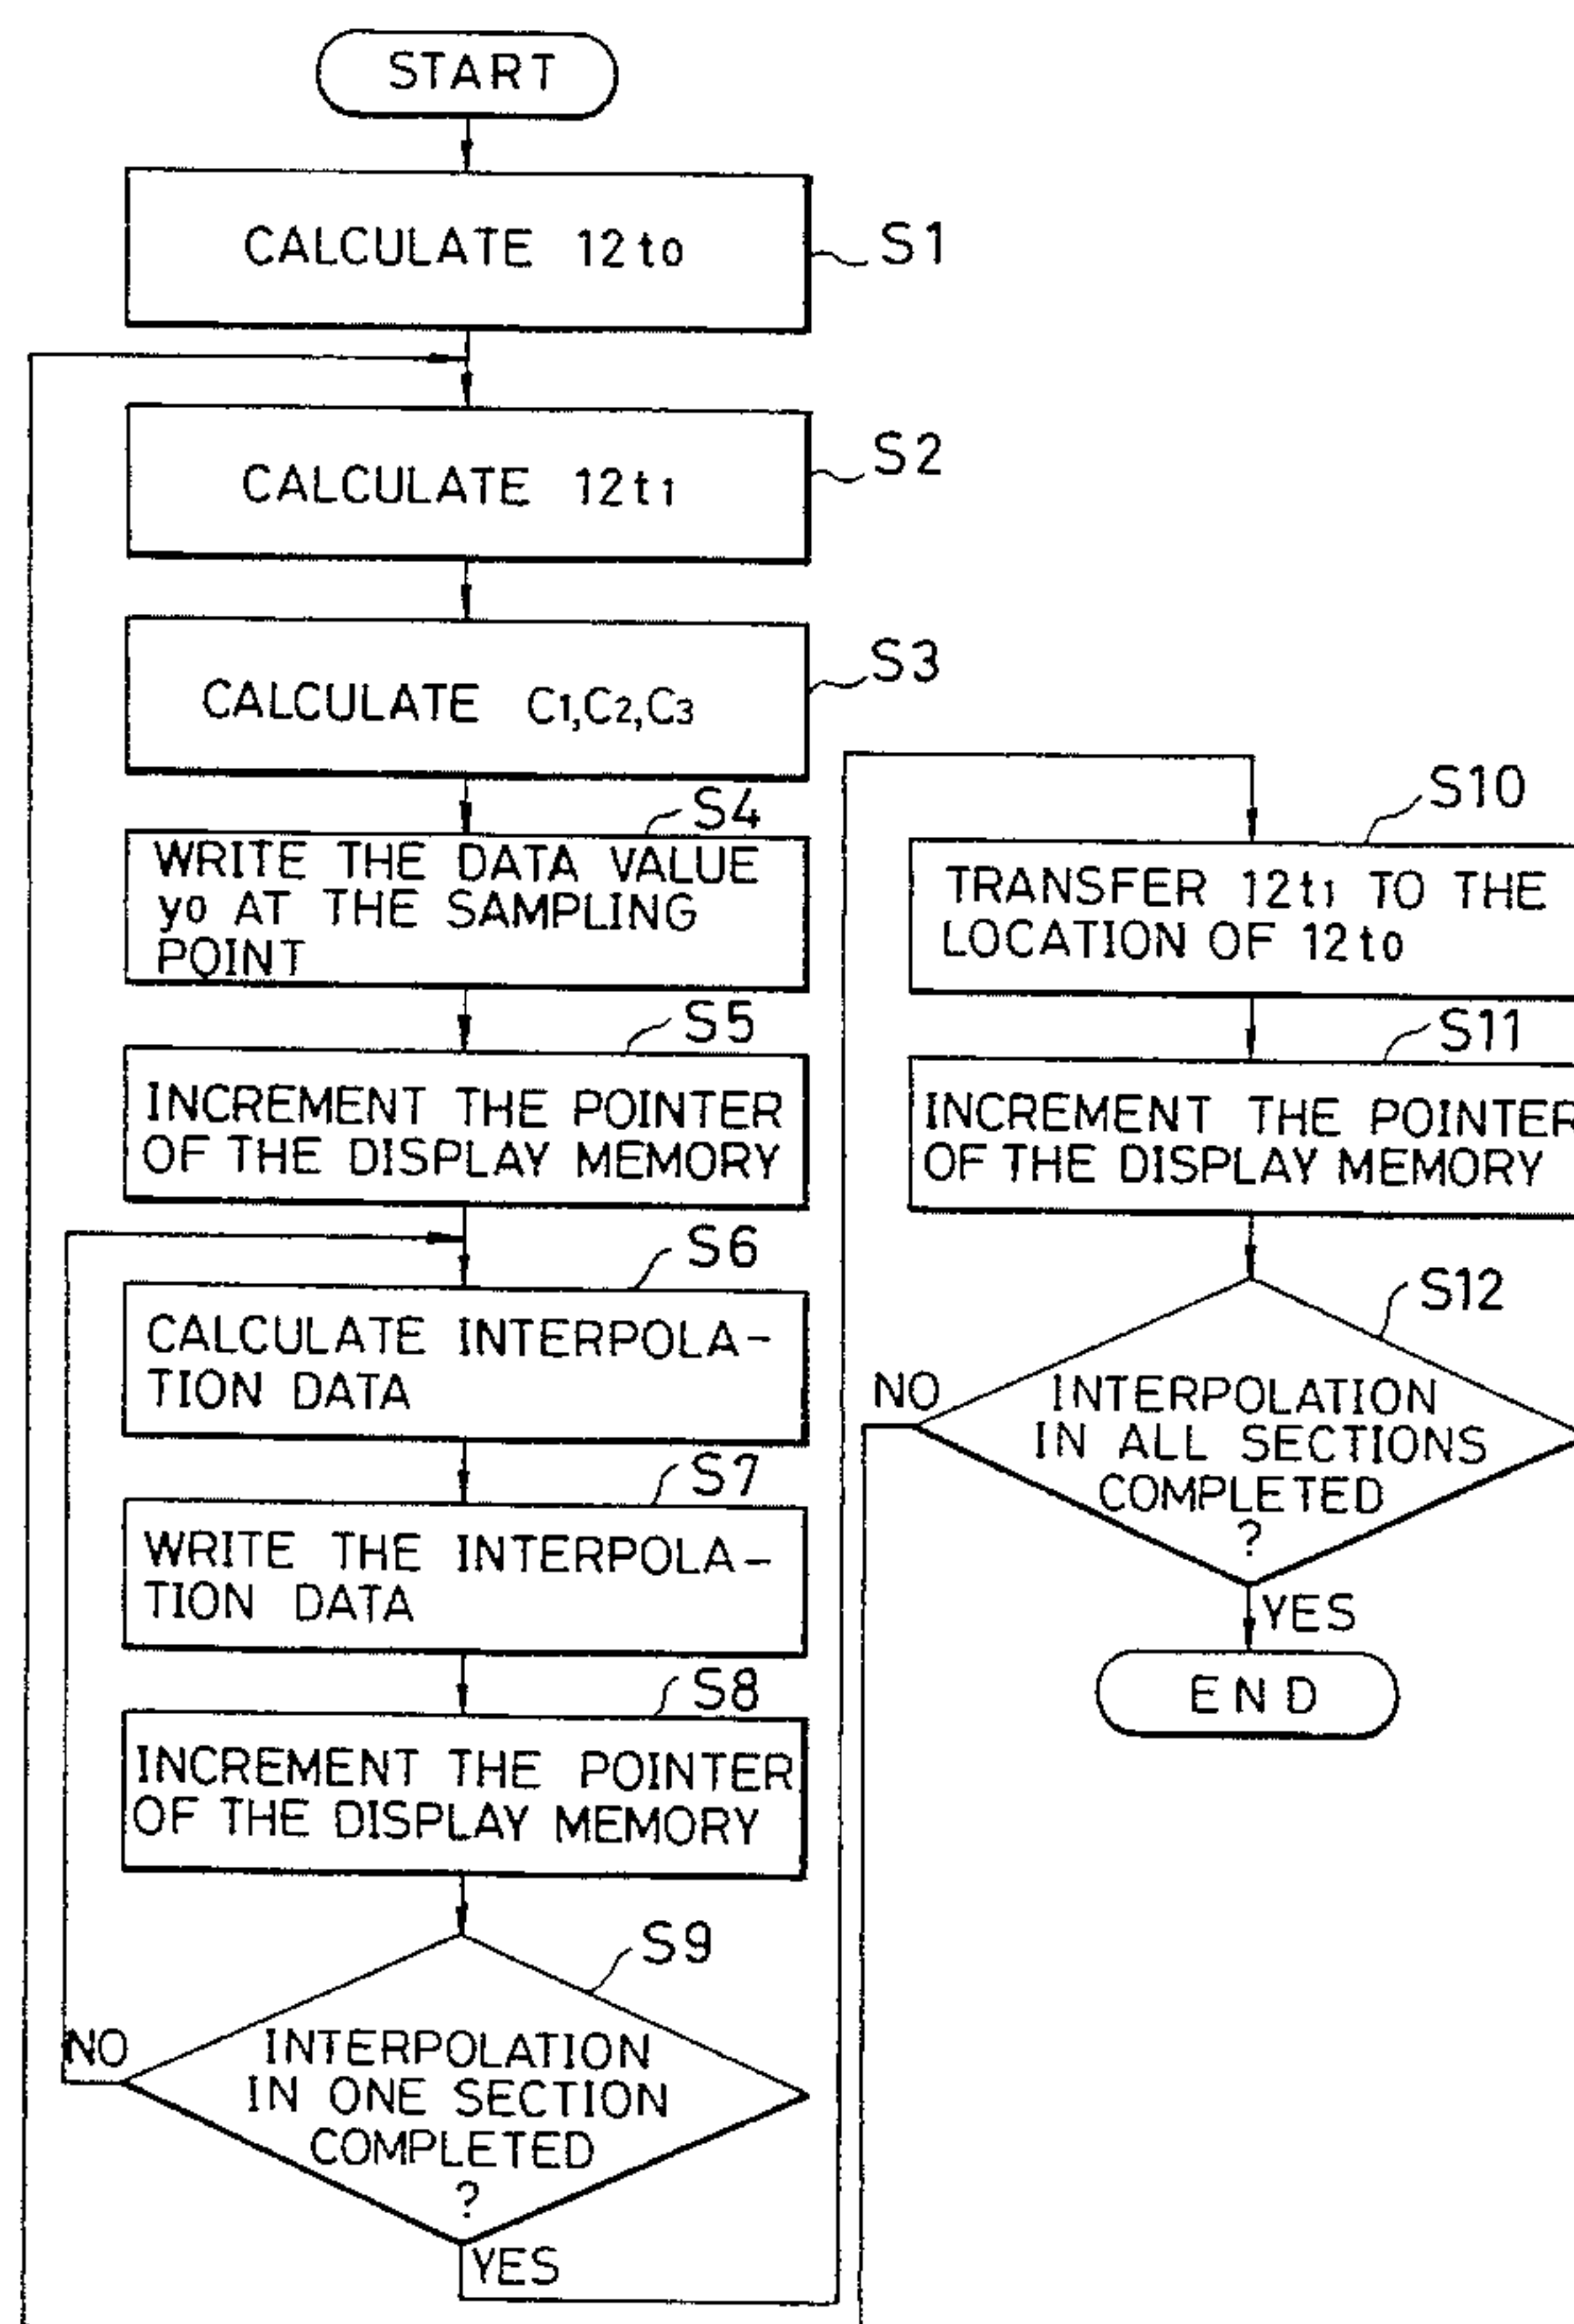 START
CALCULATE 12t0
S1
CALCULATE 12t1
S2
CALCULATE C1,C2,C3
S3
S4
WRITE THE DATA VALUE
y0 AT THE SAMPLING
POINT
S5
INCREMENT THE POINTER
OF THE DISPLAY MEMORY
S6
CALCULATE INTERPOLA-
TION DATA
S7
WRITE THE INTERPOLA-
TION DATA
S8
INCREMENT THE POINTER
OF THE DISPLAY MEMORY
S9
NO
INTERPOLATION
IN ONE SECTION
COMPLETED
?
YES
S10
TRANSFER 12t1 TO THE
LOCATION OF 12t0
S11
INCREMENT THE POINTER
OF THE DISPLAY MEMORY
S12
NO
INTERPOLATION
IN ALL SECTIONS
COMPLETED
?
YES
END